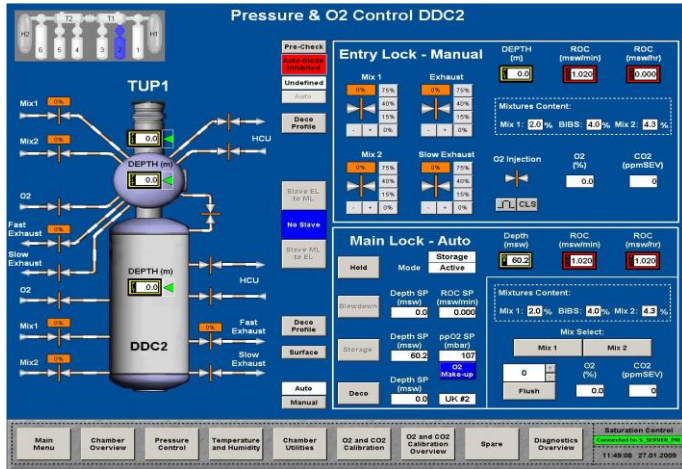 Pressure & O2 Control DDC2
H2 T2 T1 H1
6 5 4 3 2 1
TUP1
Mix1 0%
Mix2 0%
O2
Fast Exhaust 0%
Slow Exhaust
O2
Mix1 0%
Mix2 0%
0.0
DEPTH (m)
0.0
HCU
DEPTH (m)
0.0
HCU
DDC2
0% Fast Exhaust
Slow Exhaust
Pre-Check
Auto-Mode
Inhibited
Undefined
Auto
Deco
Profile
Slave EL
to ML
No Slave
Slave ML
to EL
Deco
Profile
Surface
Auto
Manual
Entry Lock - Manual
DEPTH (m) ROC (msw/min) ROC (msw/hr)
0.0 1.020 0.000
Mix 1 Exhaust
0% 75% 0% 75%
40% 40%
15% 15%
- + 0% - + 0%
Mixtures Content:
Mix 1: 2.0 % BIBS: 4.0 % Mix 2: 4.3 %
Mix 2 Slow Exhaust
0% 75% 0% 75%
40% 40%
15% 15%
- + 0% - + 0%
O2 Injection O2 (%) CO2 (ppmSEV)
0.0 0
CLS
Main Lock - Auto
Depth (msw) ROC (msw/min) ROC (msw/hr)
60.2 1.020 1.020
Hold Mode Storage
Active
Blowdown Depth SP (msw) ROC SP (msw/min)
0.0 0.000
Storage Depth SP (msw) ppO2 SP (mbar)
60.2 107
O2
Make-up
Deco Depth SP (msw)
0.0 UK #2
Mixtures Content:
Mix 1: 2.0 % BIBS: 4.0 % Mix 2: 4.3 %
Mix Select:
Mix 1 Mix 2
0 - O2 (%) CO2 (ppmSEV)
Flush 0.0 0
Main Menu
Chamber Overview
Pressure Control
Temperature and Humidity
Chamber Utilities
O2 and CO2 Calibration
O2 and CO2 Calibration Overview
Spare
Diagnostics Overview
Saturation Control
Connected to: S_SERVER_PRI
11:49:08 27.01.2009